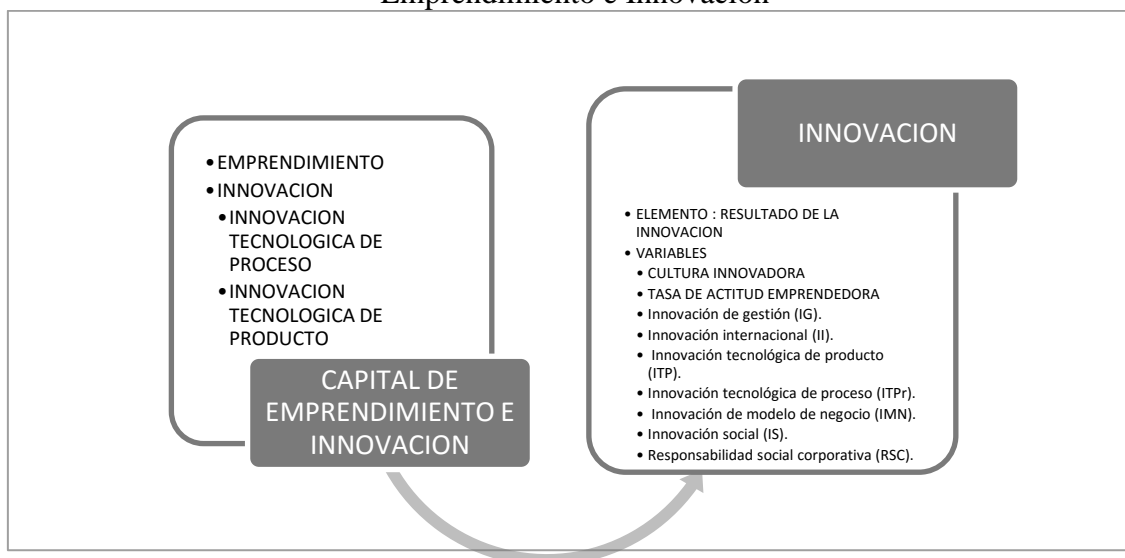 Emprendimiento e Innovación
•EMPRENDIMIENTO
•INNOVACION
•INNOVACION
TECNOLOGICA DE
PROCESO
•INNOVACION
TECNOLOGICA DE
PRODUCTO
CAPITAL DE
EMPRENDIMIENTO E
INNOVACION
INNOVACION
• ELEMENTO : RESULTADO DE LA
INNOVACION
• VARIABLES
• CULTURA INNOVADORA
• TASA DE ACTITUD EMPRENDEDORA
• Innovación de gestión (IG).
• Innovación internacional (II).
• Innovación tecnológica de producto
(ITP).
• Innovación tecnológica de proceso (ITPr).
• Innovación de modelo de negocio (IMN).
• Innovación social (IS).
• Responsabilidad social corporativa (RSC).